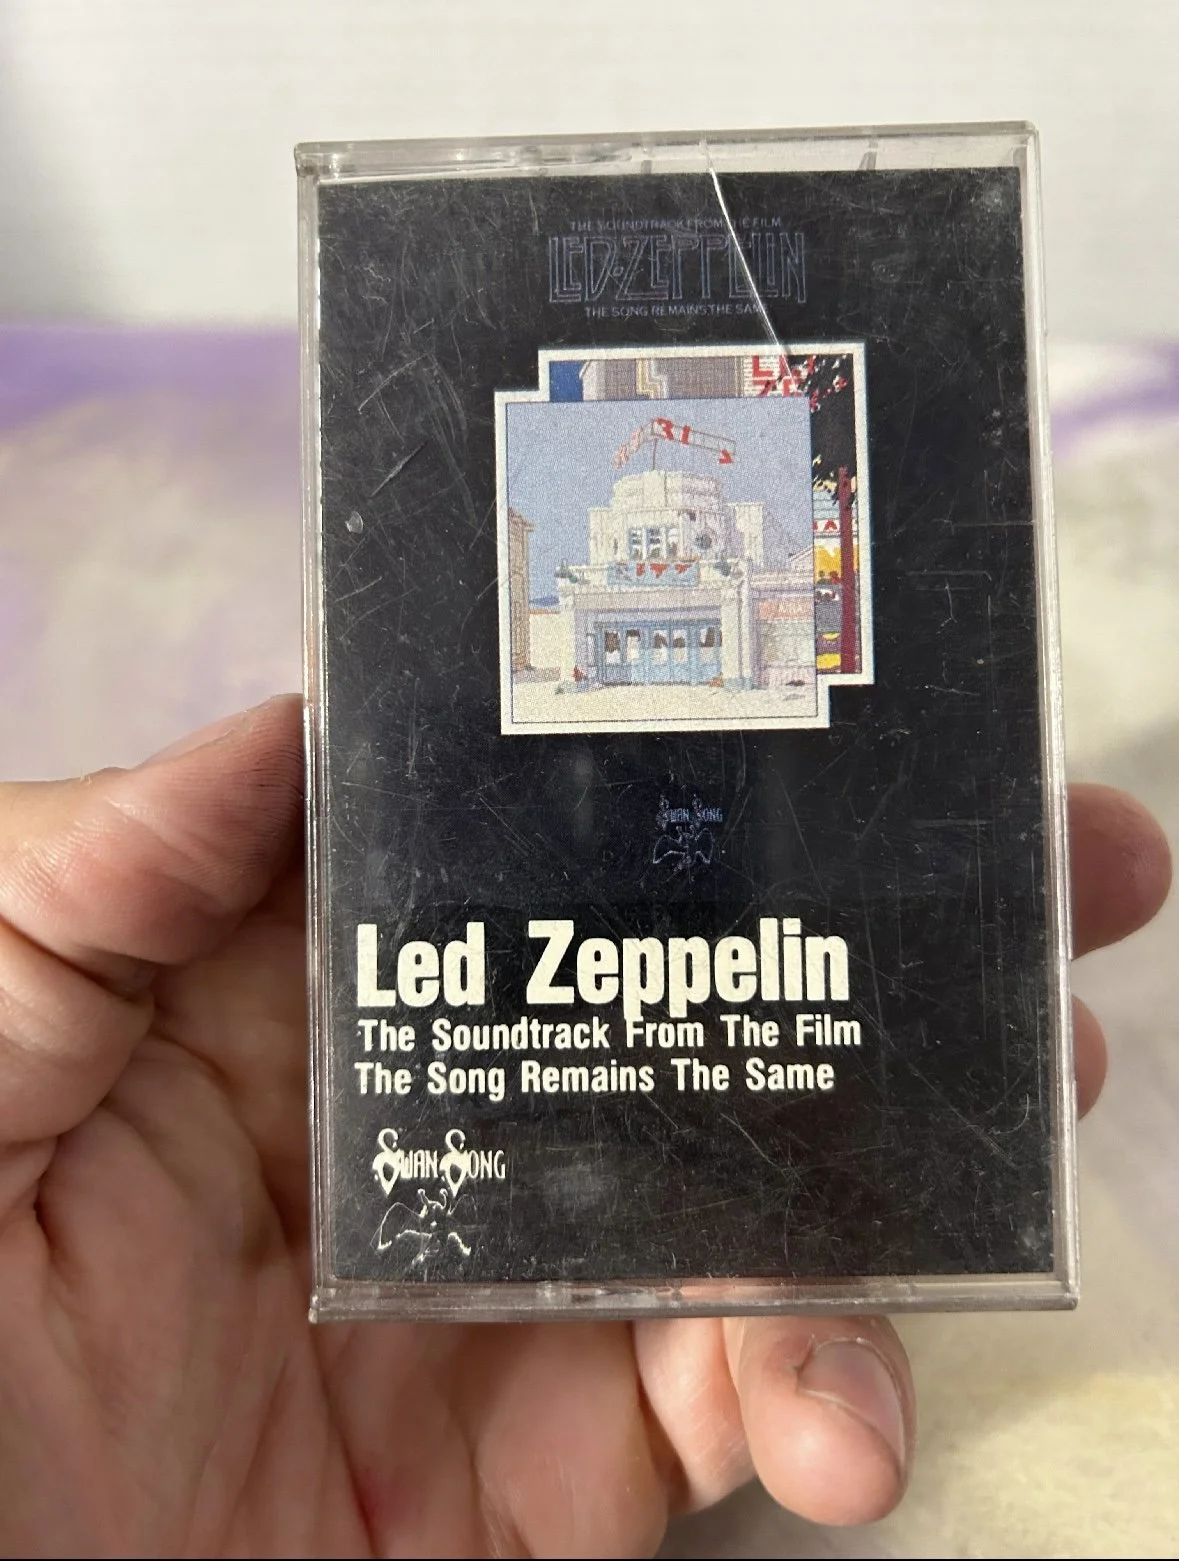 THE SOUNDTRACK FROM THE FILM
LED ZEPPELIN
THE SONG REMAINS THE SAME
SWAN SONG
Led Zeppelin
The Soundtrack From The Film
The Song Remains The Same
SWAN SONG